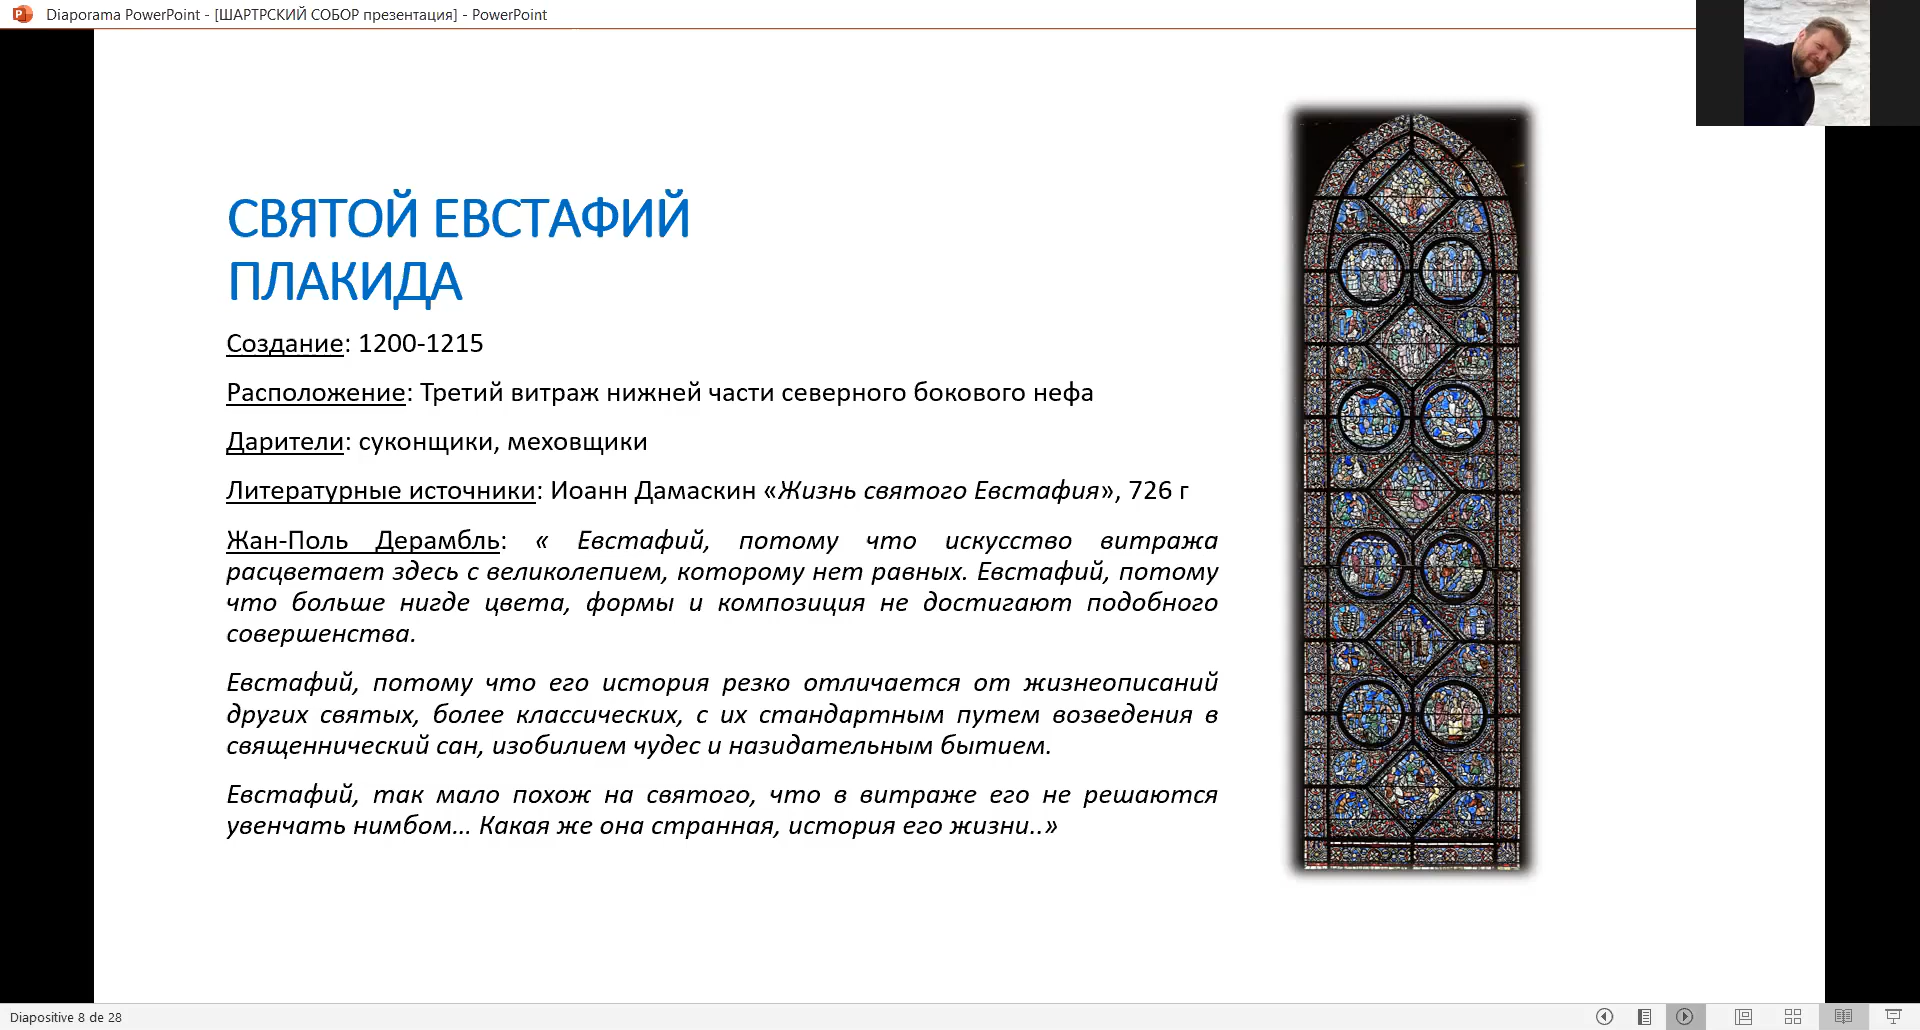 Diaporama PowerPoint - [ШАРТРСКИЙ СОБОР презентация] - PowerPoint
СВЯТОЙ ЕВСТАФИЙ
ПЛАКИДА
Создание: 1200-1215
Расположение: Третий витраж нижней части северного бокового нефа
Дарители: суконщики, меховщики
Литературные источники: Иоанн Дамаскин «Жизнь святого Евстафия», 726 г
Жан-Поль Дерамбль: « Евстафий, потому что искусство витража
расцветает здесь с великолепием, которому нет равных. Евстафий, потому
что больше нигде цвета, формы и композиция не достигают подобного
совершенства.
Евстафий, потому что его история резко отличается от жизнеописаний
других святых, более классических, с их стандартным путем возведения в
священнический сан, изобилием чудес и назидательным бытием.
Евстафий, так мало похож на святого, что в витраже его не решаются
увенчать нимбом... Какая же она странная, история его жизни..»
Diapositive 8 de 28